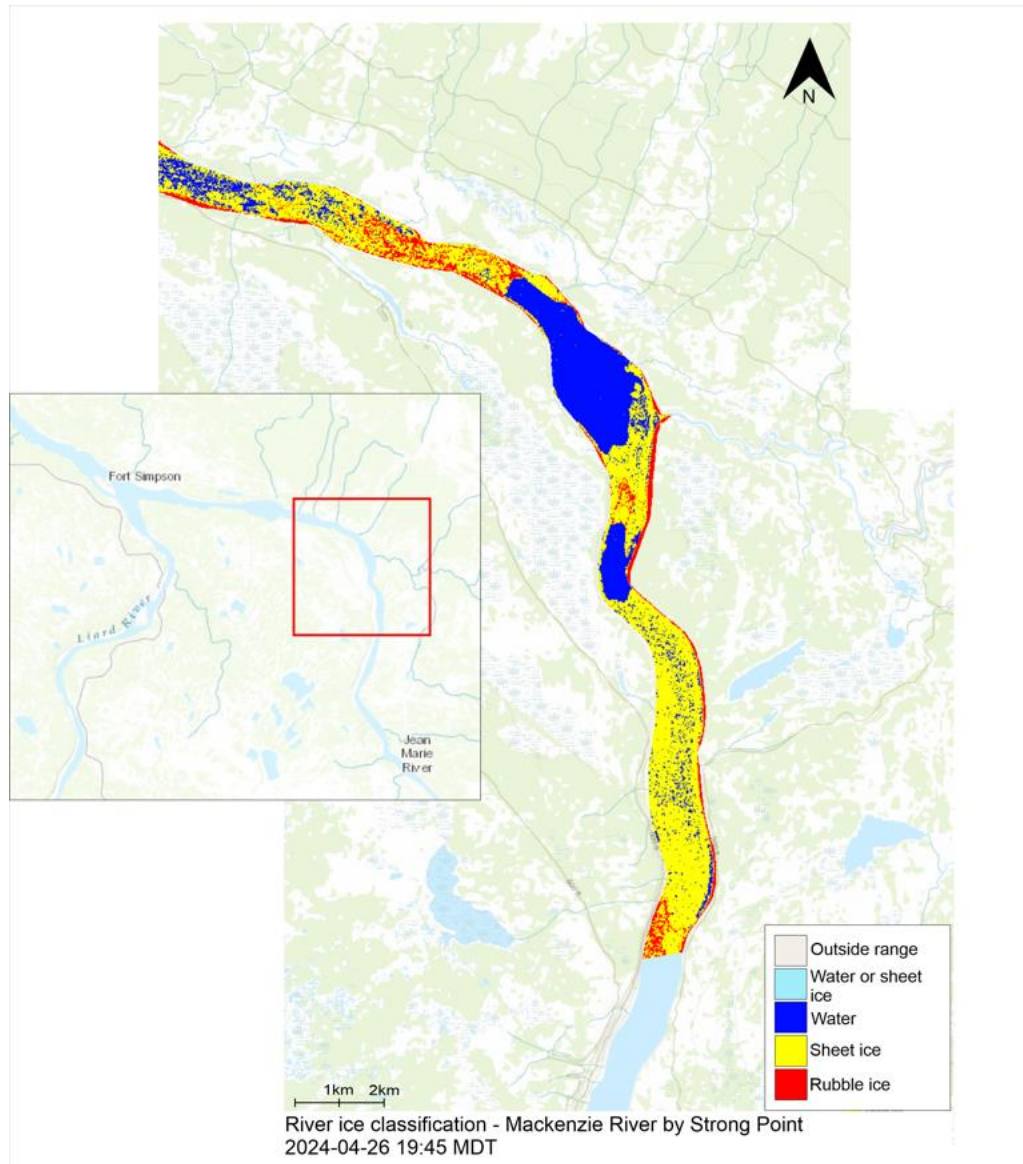 N
Fort Simpson
Liard River
Jean
Marie
River
Outside range
Water or sheet
ice
Water
Sheet ice
Rubble ice
1km 2km
River ice classification - Mackenzie River by Strong Point
2024-04-26 19:45 MDT